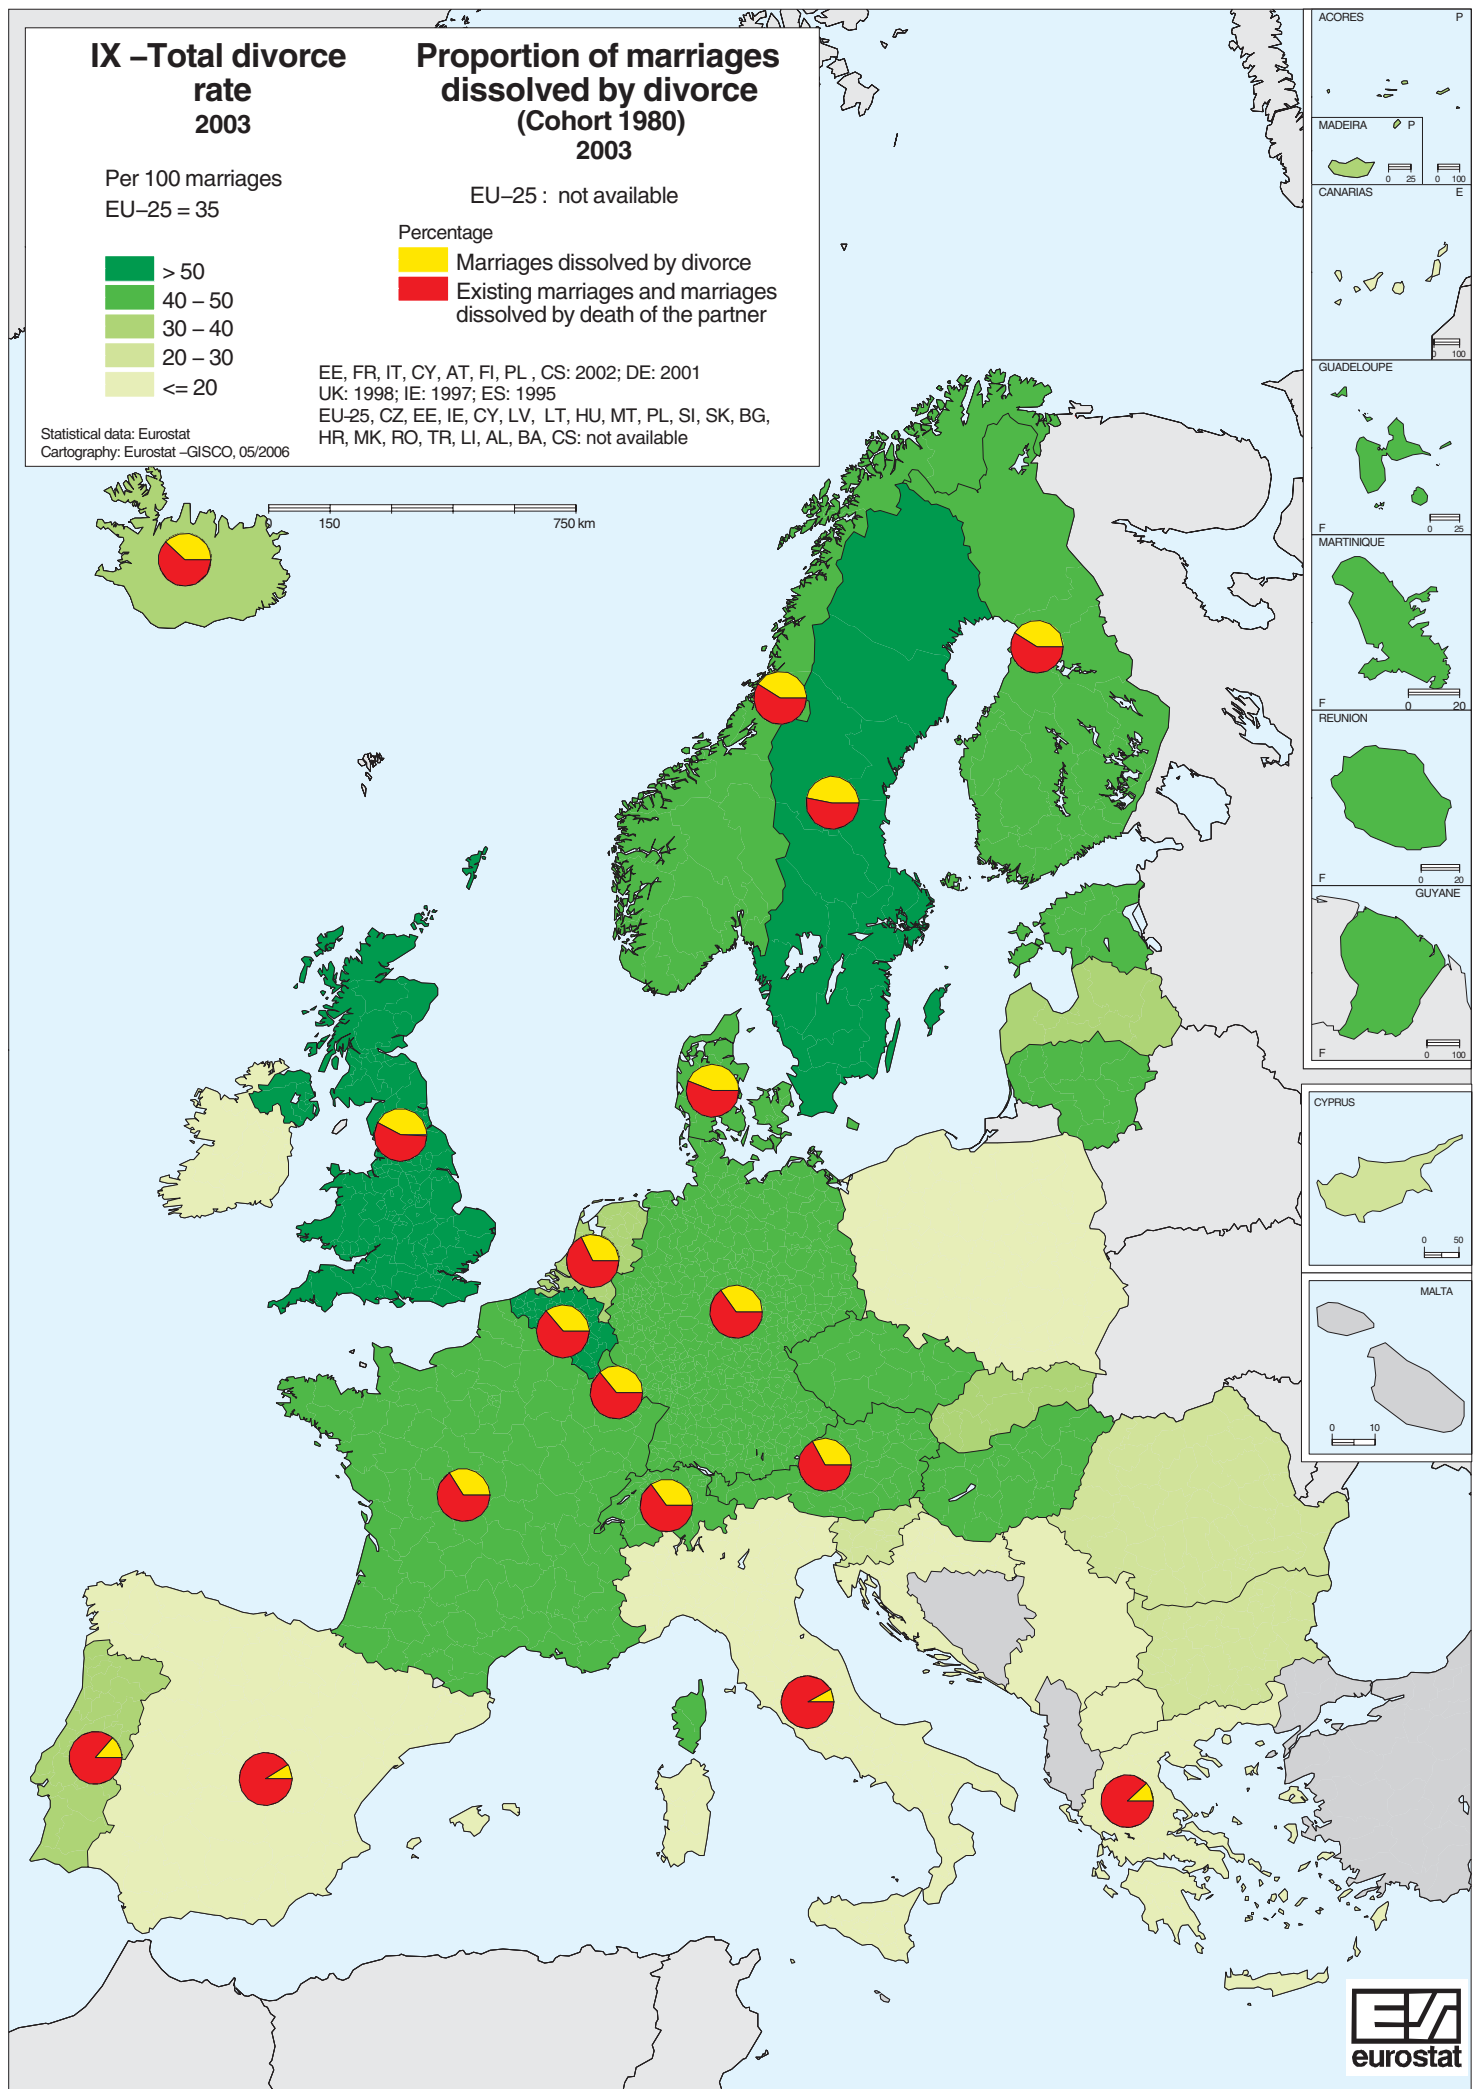 IX –Total divorce
rate
2003
Per 100 marriages
EU–25 = 35
> 50
40 – 50
30 – 40
20 – 30
<= 20
Proportion of marriages
dissolved by divorce
(Cohort 1980)
2003
EU–25 : not available
Percentage
Marriages dissolved by divorce
Existing marriages and marriages
dissolved by death of the partner
EE, FR, IT, CY, AT, FI, PL , CS: 2002; DE: 2001
UK: 1998; IE: 1997; ES: 1995
EU–25, CZ, EE, IE, CY, LV, LT, HU, MT, PL, SI, SK, BG,
HR, MK, RO, TR, LI, AL, BA, CS: not available
Statistical data: Eurostat
Cartography: Eurostat –GISCO, 05/2006
0 150 750 km
ACORES P
MADEIRA P
0 25 0 100
CANARIAS E
0 100
GUADELOUPE
F 0 25
MARTINIQUE
F 0 20
REUNION
F 0 20
GUYANE
F 0 100
CYPRUS
0 50
MALTA
0 10
eurostat